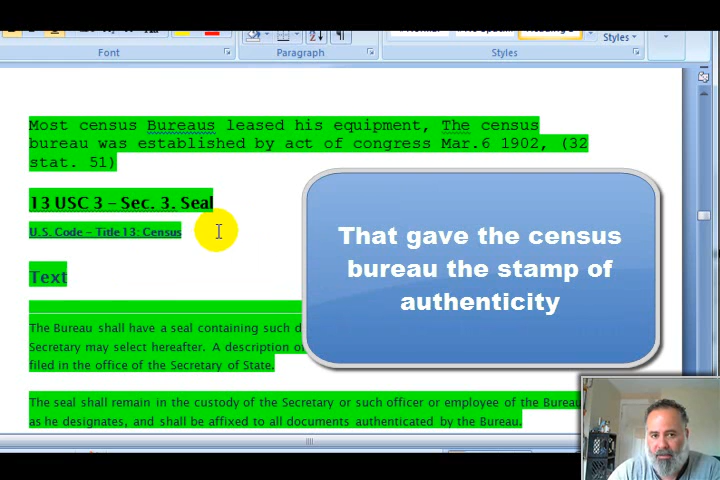 Font
Paragraph
Styles
Styles
Most census Bureaus leased his equipment, The census
bureau was established by act of congress Mar.6 1902, (32
stat. 51)
13 USC 3 – Sec. 3. Seal
U.S. Code – Title 13: Census
Text
That gave the census
bureau the stamp of
authenticity
The Bureau shall have a seal containing such
Secretary may select hereafter. A description
filed in the office of the Secretary of State.
The seal shall remain in the custody of the Secretary or such officer or employee of the Bureau
as he designates, and shall be affixed to all documents authenticated by the Bureau.